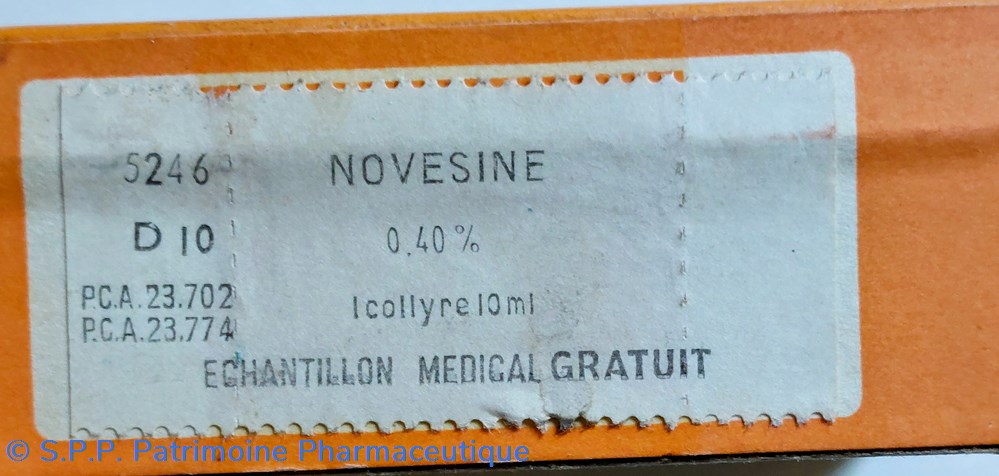 5246 NOVESINE
D 10 0,40 %
P.C.A. 23.702
P.C.A. 23.774
1 collyre 10 ml
ECHANTILLON MEDICAL GRATUIT
© S.P.P. Patrimoine Pharmaceutique